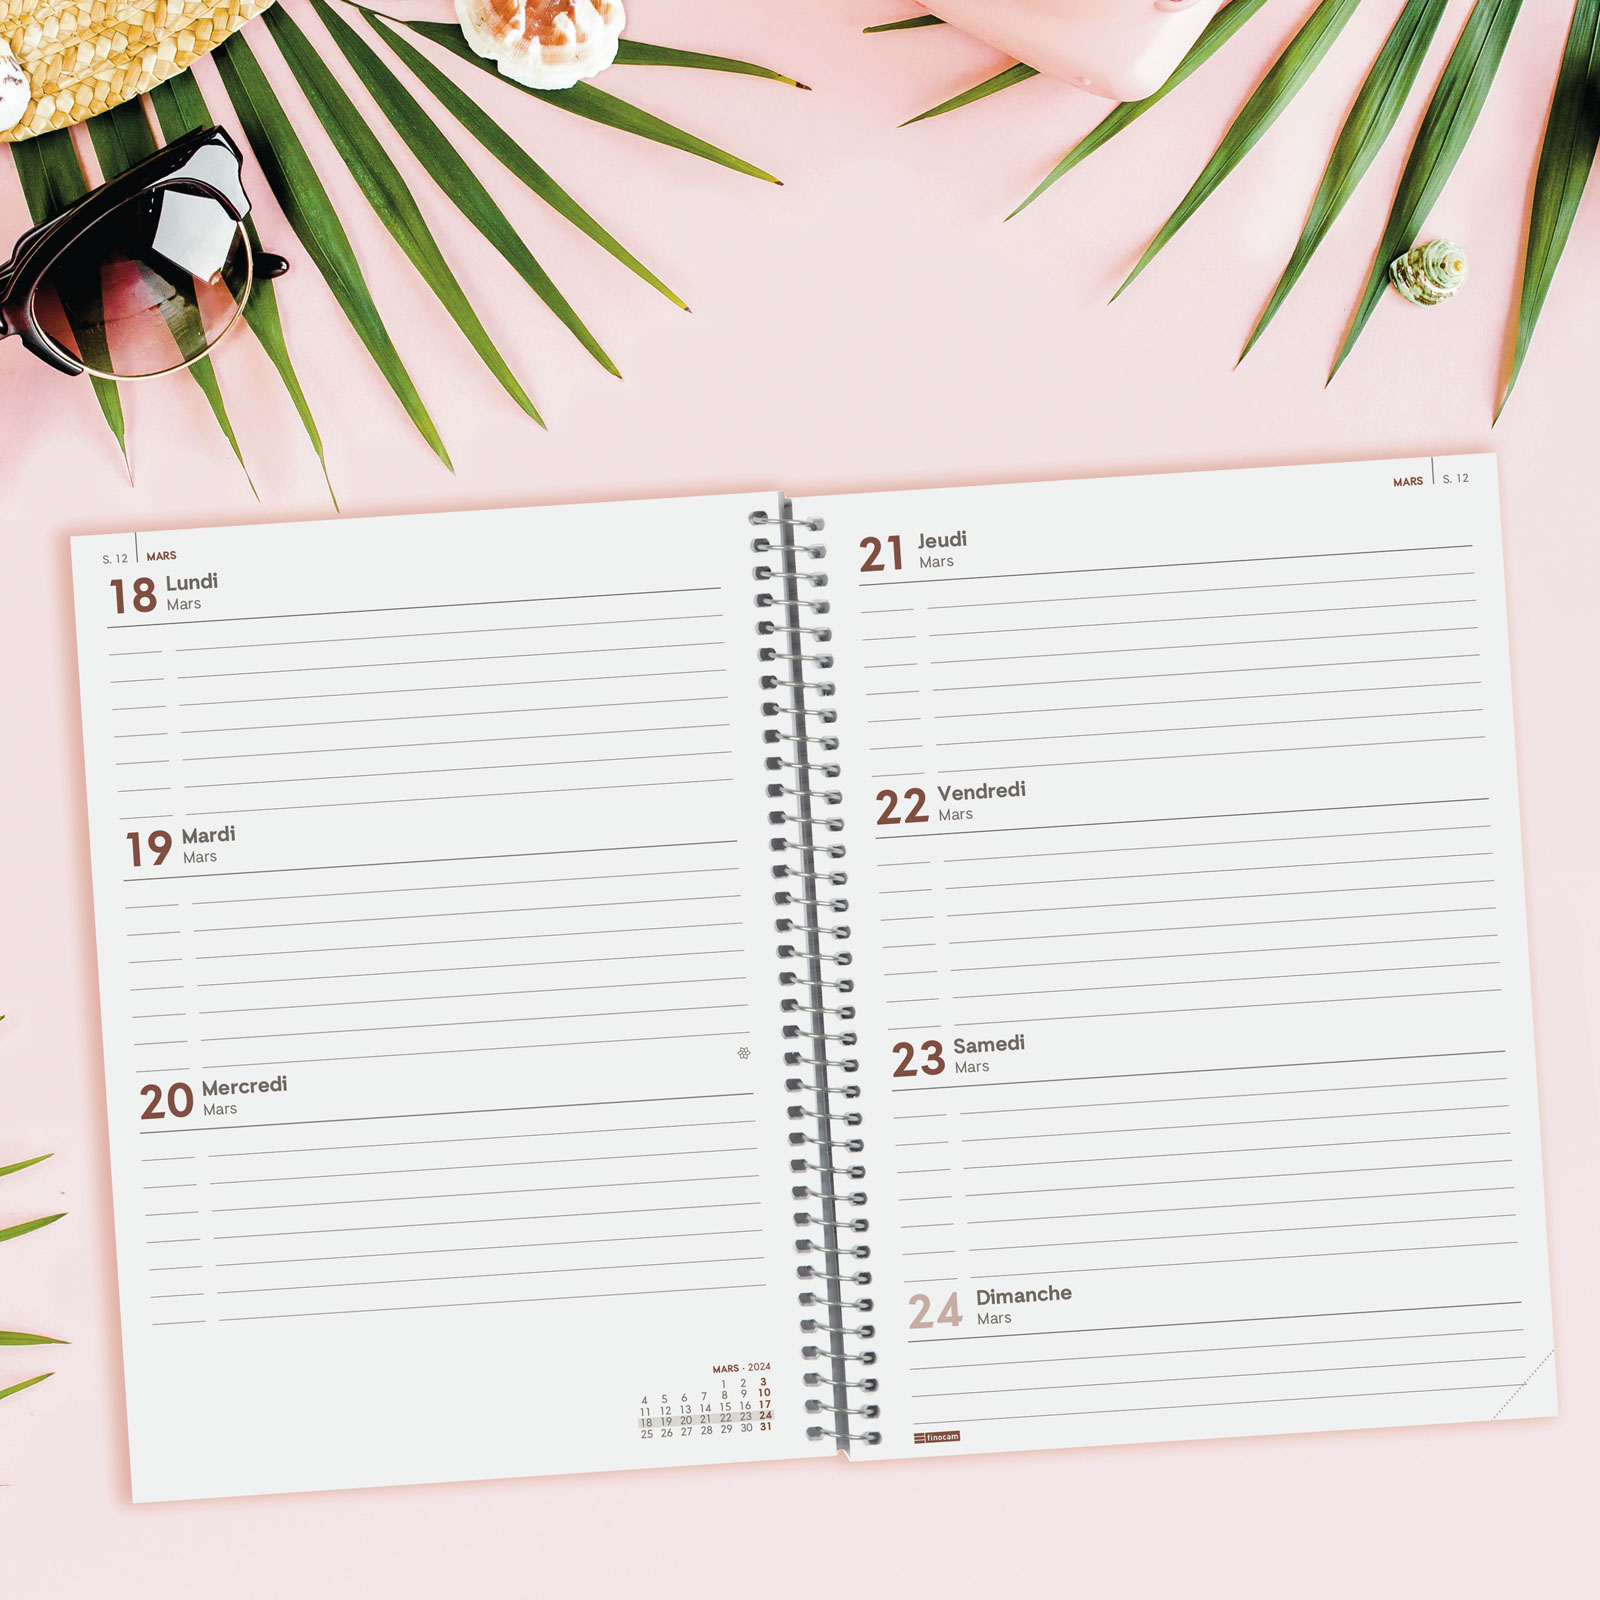 S. 12 MARS
18 Lundi
Mars
19 Mardi
Mars
20 Mercredi
Mars
MARS · 2024
1 2 3
4 5 6 7 8 9 10
11 12 13 14 15 16 17
18 19 20 21 22 23 24
25 26 27 28 29 30 31
MARS S. 12
21 Jeudi
Mars
22 Vendredi
Mars
23 Samedi
Mars
24 Dimanche
Mars
finocam